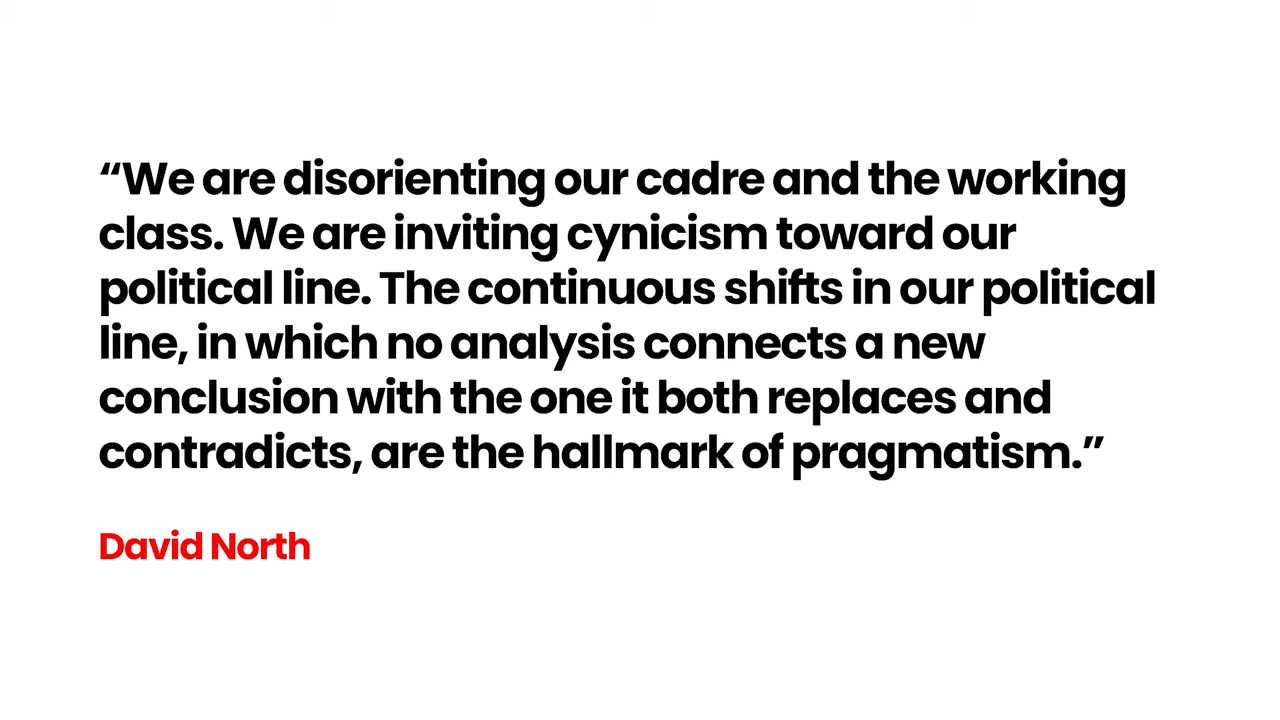 “We are disorienting our cadre and the working
class. We are inviting cynicism toward our
political line. The continuous shifts in our political
line, in which no analysis connects a new
conclusion with the one it both replaces and
contradicts, are the hallmark of pragmatism.”
David North